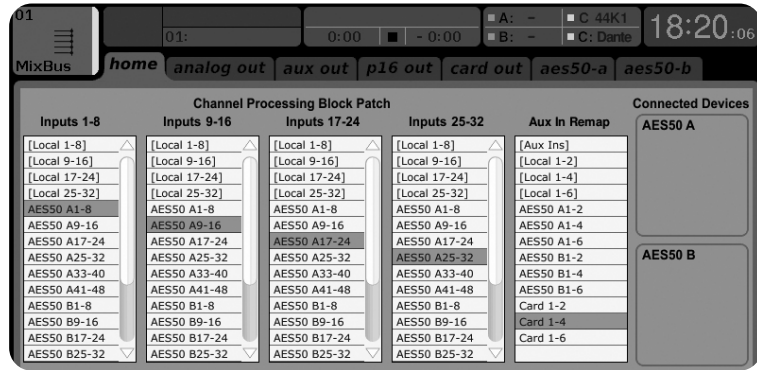 01
01:
0:00
- 0:00
A: -
B: -
C 44K1
C: Dante
18:20:06
MixBus
home
analog out
aux out
p16 out
card out
aes50-a
aes50-b
Channel Processing Block Patch
Connected Devices
Inputs 1-8
Inputs 9-16
Inputs 17-24
Inputs 25-32
Aux In Remap
AES50 A
[Local 1-8]
[Local 9-16]
[Local 17-24]
[Local 25-32]
AES50 A1-8
AES50 A9-16
AES50 A17-24
AES50 A25-32
AES50 A33-40
AES50 A41-48
AES50 B1-8
AES50 B9-16
AES50 B17-24
AES50 B25-32
[Local 1-8]
[Local 9-16]
[Local 17-24]
[Local 25-32]
AES50 A1-8
AES50 A9-16
AES50 A17-24
AES50 A25-32
AES50 A33-40
AES50 A41-48
AES50 B1-8
AES50 B9-16
AES50 B17-24
AES50 B25-32
[Local 1-8]
[Local 9-16]
[Local 17-24]
[Local 25-32]
AES50 A1-8
AES50 A9-16
AES50 A17-24
AES50 A25-32
AES50 A33-40
AES50 A41-48
AES50 B1-8
AES50 B9-16
AES50 B17-24
AES50 B25-32
[Local 1-8]
[Local 9-16]
[Local 17-24]
[Local 25-32]
AES50 A1-8
AES50 A9-16
AES50 A17-24
AES50 A25-32
AES50 A33-40
AES50 A41-48
AES50 B1-8
AES50 B9-16
AES50 B17-24
AES50 B25-32
[Aux Ins]
[Local 1-2]
[Local 1-4]
[Local 1-6]
AES50 A1-2
AES50 A1-4
AES50 A1-6
AES50 B1-2
AES50 B1-4
AES50 B1-6
Card 1-2
Card 1-4
Card 1-6
AES50 B